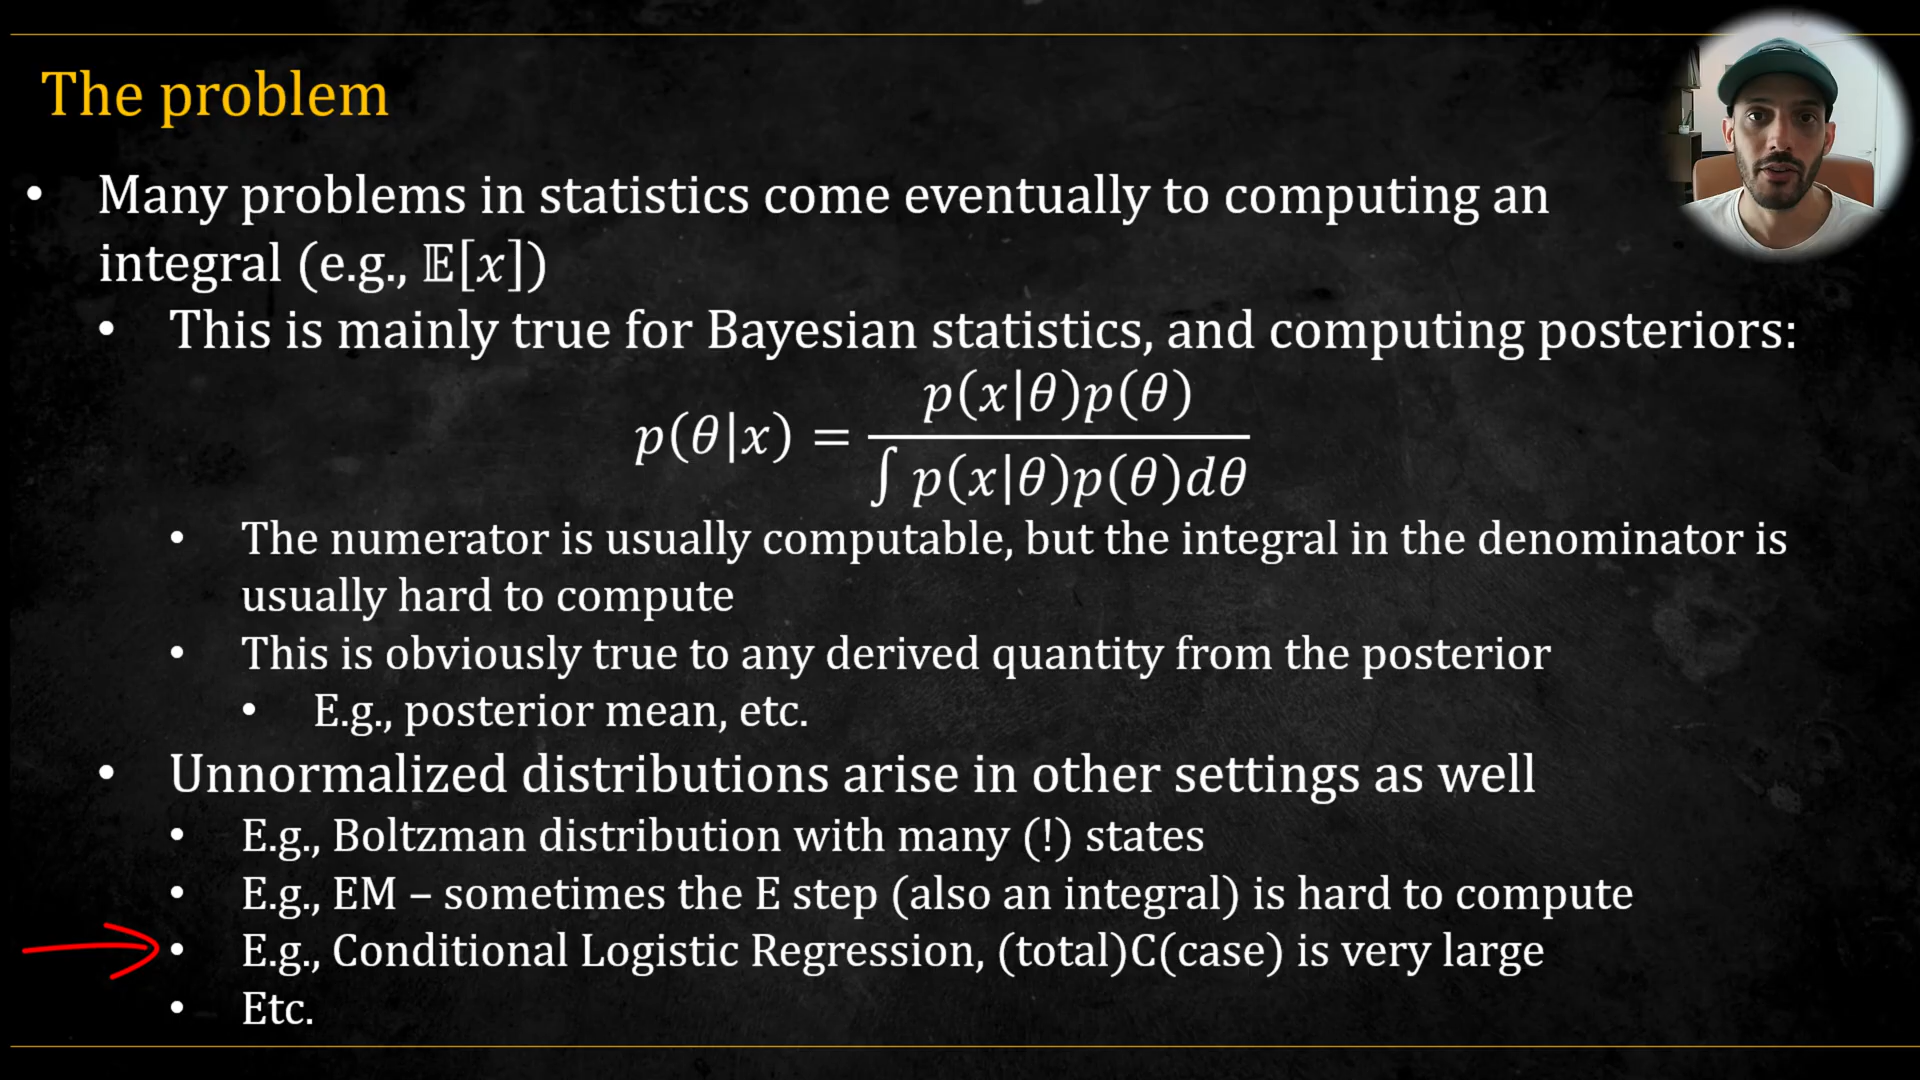 The problem
• Many problems in statistics come eventually to computing an
integral (e.g., 𝔼[x])
• This is mainly true for Bayesian statistics, and computing posteriors:
p(θ|x) = p(x|θ)p(θ) / ∫ p(x|θ)p(θ)dθ
• The numerator is usually computable, but the integral in the denominator is
usually hard to compute
• This is obviously true to any derived quantity from the posterior
• E.g., posterior mean, etc.
• Unnormalized distributions arise in other settings as well
• E.g., Boltzman distribution with many (!) states
• E.g., EM – sometimes the E step (also an integral) is hard to compute
• E.g., Conditional Logistic Regression, (total)C(case) is very large
• Etc.